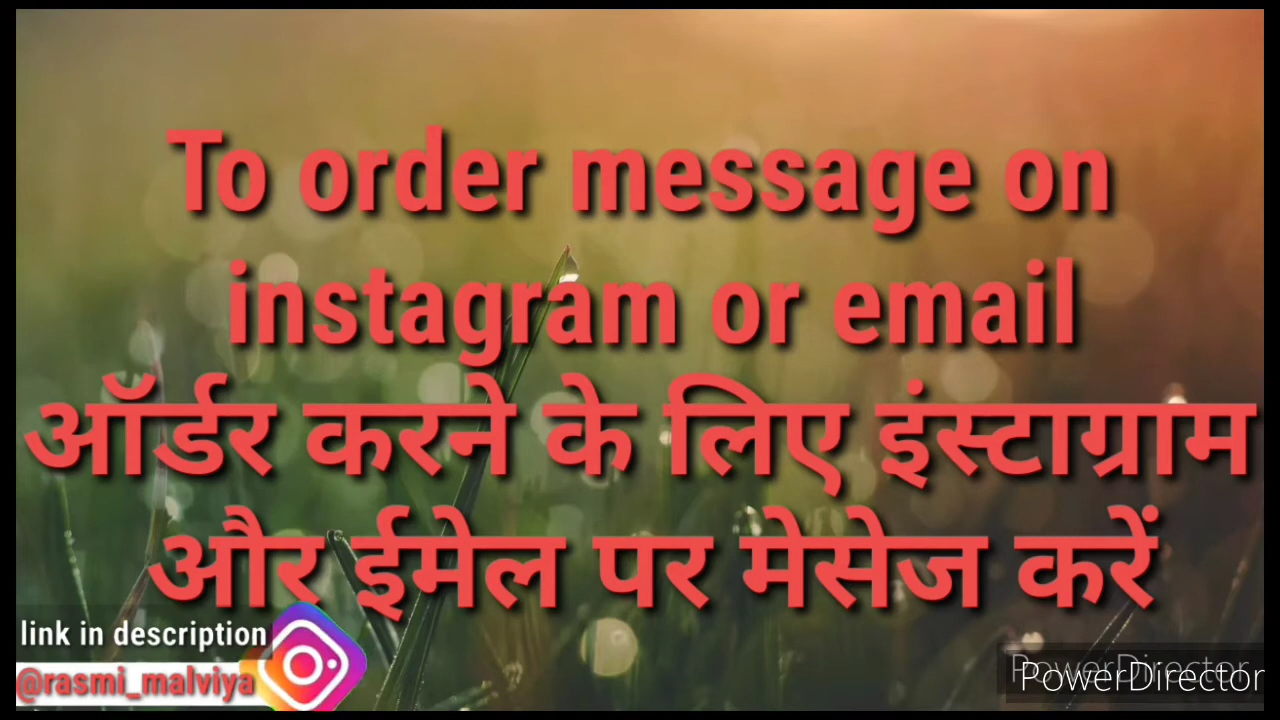 To order message on
instagram or email
ऑर्डर करने के लिए इंस्टाग्राम
और ईमेल पर मेसेज करें
link in description
@rasmi_malviya
PowerDirector
PowerDirector